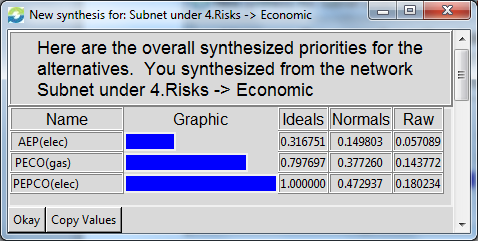 New synthesis for: Subnet under 4.Risks -> Economic
Here are the overall synthesized priorities for the
alternatives.  You synthesized from the network
Subnet under 4.Risks -> Economic
Name Graphic Ideals Normals Raw
AEP(elec) 0.316751 0.149803 0.057089
PECO(gas) 0.797697 0.377260 0.143772
PEPCO(elec) 1.000000 0.472937 0.180234
Okay Copy Values